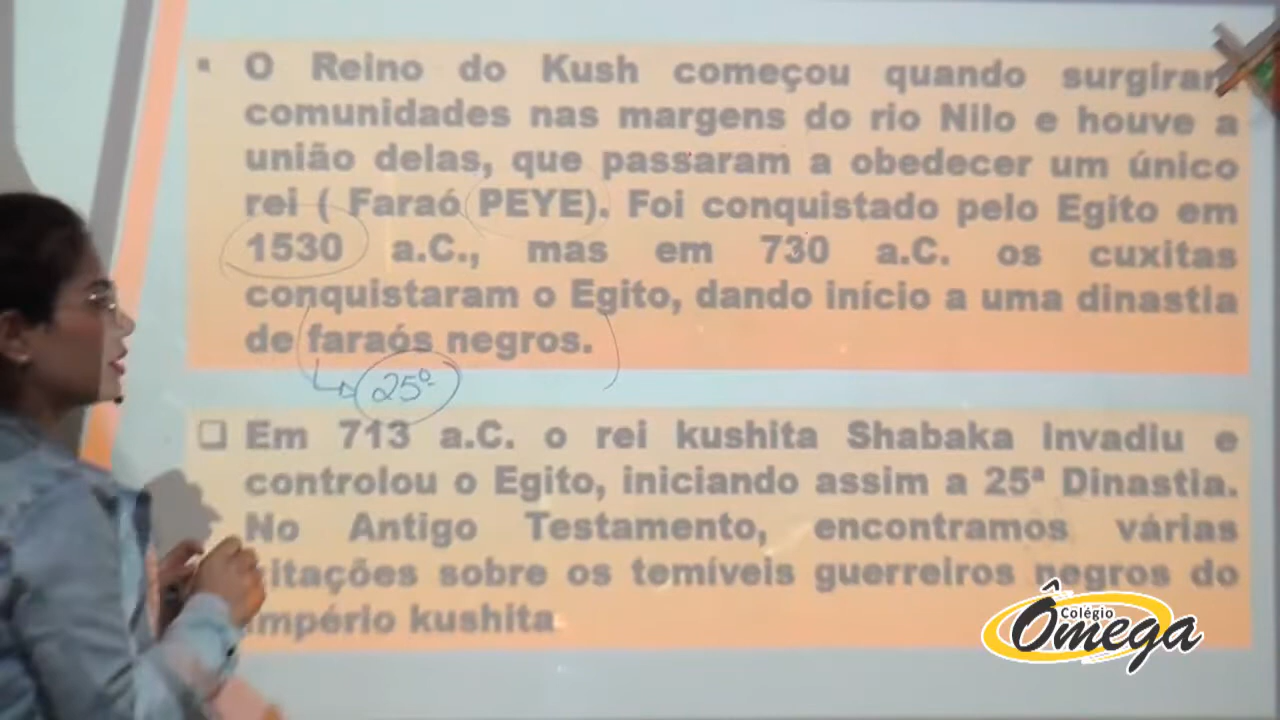 ▪ O Reino do Kush começou quando surgiram
comunidades nas margens do rio Nilo e houve a
união delas, que passaram a obedecer um único
rei ( Faraó PEYE). Foi conquistado pelo Egito em
1530 a.C., mas em 730 a.C. os cuxitas
conquistaram o Egito, dando início a uma dinastia
de faraós negros.
25º
❑ Em 713 a.C. o rei kushita Shabaka invadiu e
controlou o Egito, iniciando assim a 25ª Dinastia.
No Antigo Testamento, encontramos várias
citações sobre os temíveis guerreiros negros do
império kushita
Colégio
Ômega